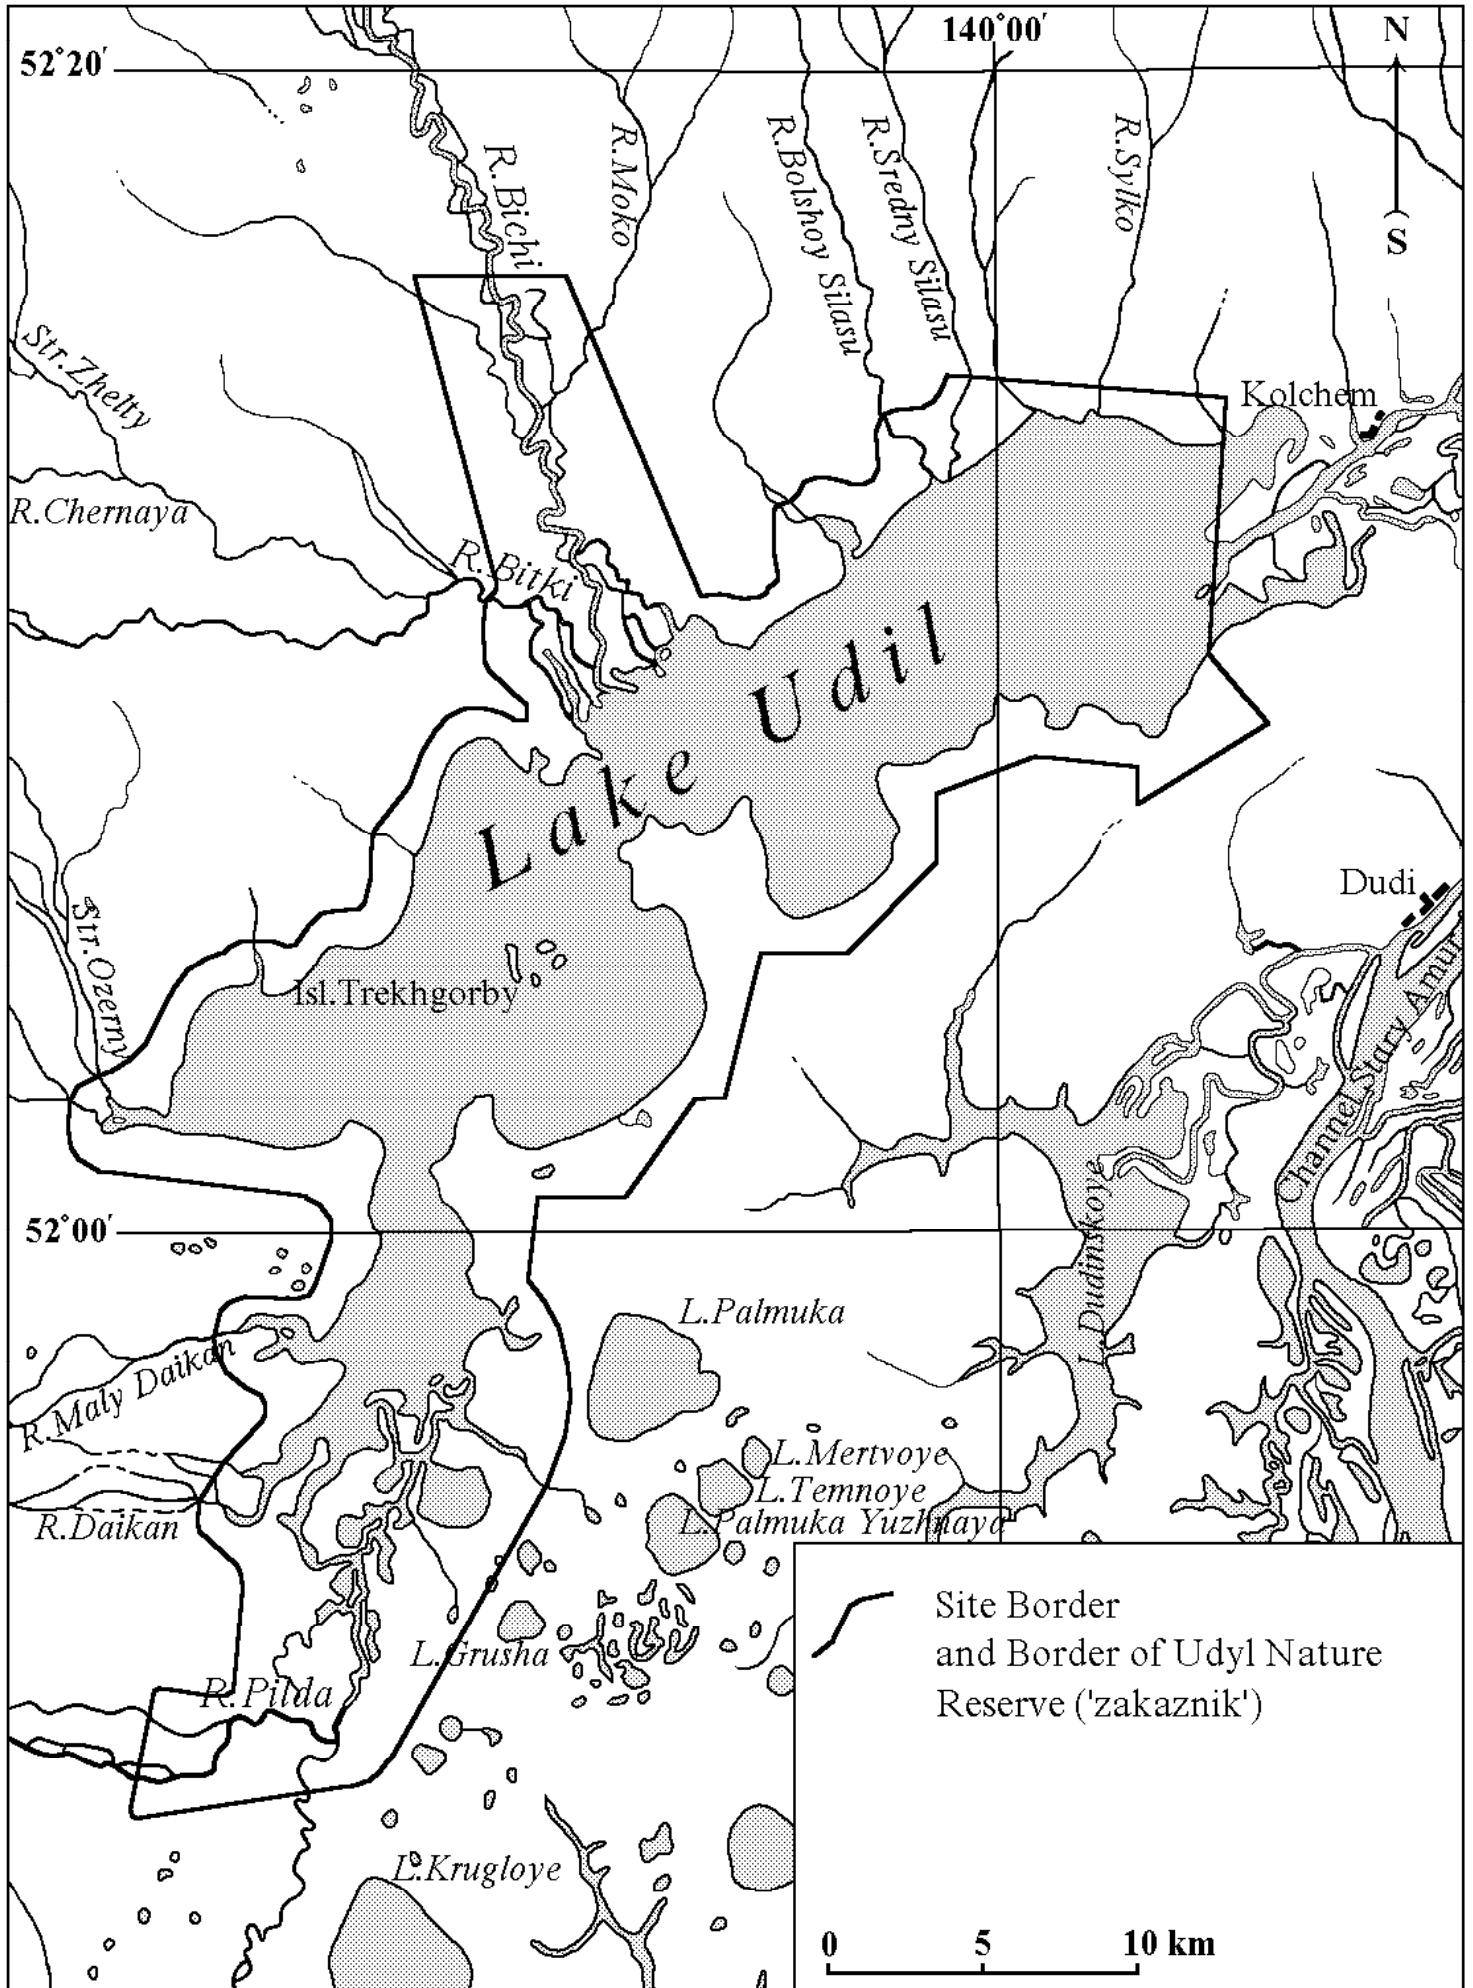 140°00′
N
52°20′
R.Bichi
R.Moko
R.Bolshoy Silasu
R.Sredny Silasu
R.Sylko
S
Str.Zhelty
Kolchem
R.Chernaya
R.Bitki
Lake Udil
Dudi
Str.Ozerny
Isl.Trekhgorby
Channel Stary Amur
L.Dudinskoye
52°00′
L.Palmuka
R.Maly Daikan
L.Mertvoye
L.Temnoye
R.Daikan
L.Palmuka Yuzhnaya
L.Grusha
R.Pilda
Site Border
and Border of Udyl Nature
Reserve ('zakaznik')
L.Krugloye
0 5 10 km